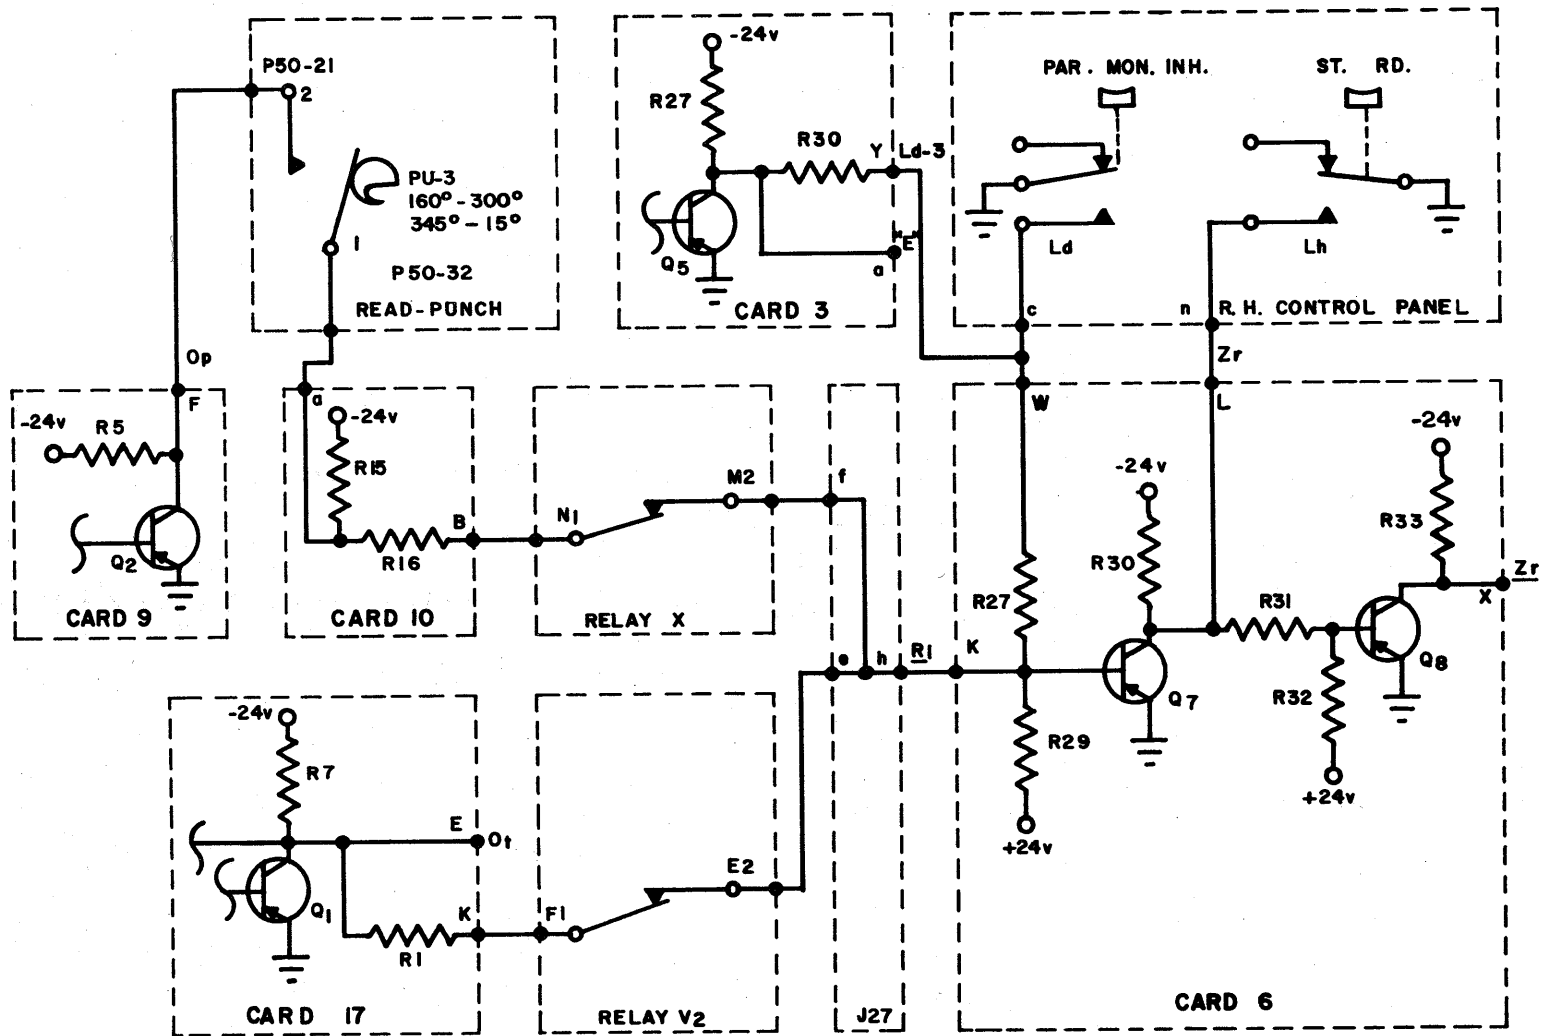 P50-21
2
PU-3
160°-300°
345°-15°
1
P50-32
READ-PUNCH
-24v
R27
R30
Y
Ld-3
"E"
Q5
a
CARD 3
PAR. MON. INH.
ST. RD.
Ld
Lh
c
n
R.H. CONTROL PANEL
Op
F
-24v
R5
Q2
CARD 9
a
-24v
R15
B
R16
CARD 10
N1
M2
RELAY X
f
e
h
R1
J27
Zr
W
L
K
R27
R29
+24v
-24v
R30
Q7
R31
R32
+24v
-24v
R33
Q8
X
Zr
CARD 6
-24v
R7
E
Ot
Q1
K
R1
CARD 17
F1
E2
RELAY V2